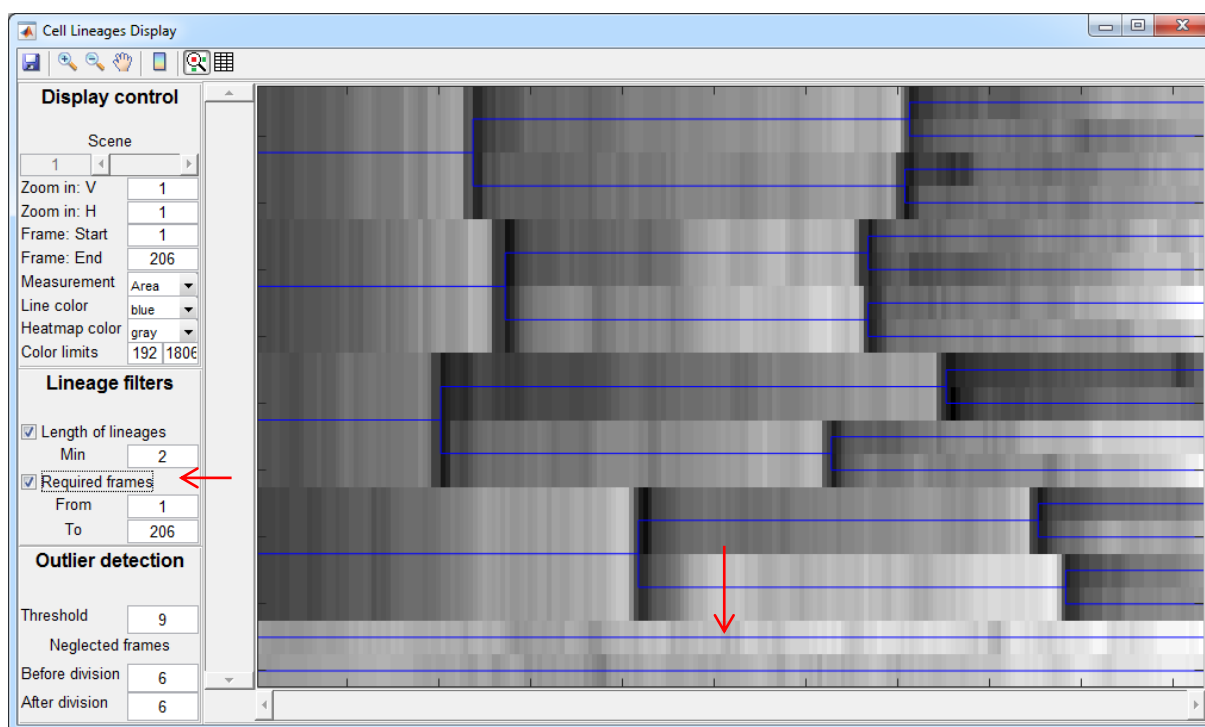 Cell Lineages Display
Display control
Scene
1
Zoom in: V 1
Zoom in: H 1
Frame: Start 1
Frame: End 206
Measurement Area
Line color blue
Heatmap color gray
Color limits 192 1806
Lineage filters
Length of lineages
Min 2
Required frames
From 1
To 206
Outlier detection
Threshold 9
Neglected frames
Before division 6
After division 6